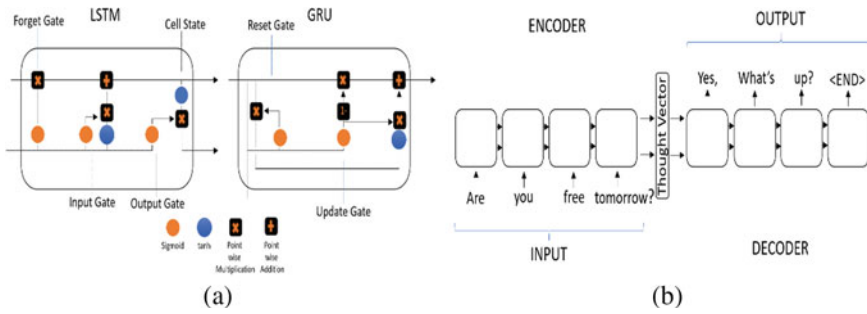 LSTM
Forget Gate
Cell State
GRU
Reset Gate
Input Gate
Output Gate
Update Gate
Sigmoid
tanh
Point
wise
Multiplication
Point
wise
Addition
(a)
ENCODER
OUTPUT
Yes,
What's
up?
<END>
Thought Vector
Are
you
free
tomorrow?
INPUT
DECODER
(b)